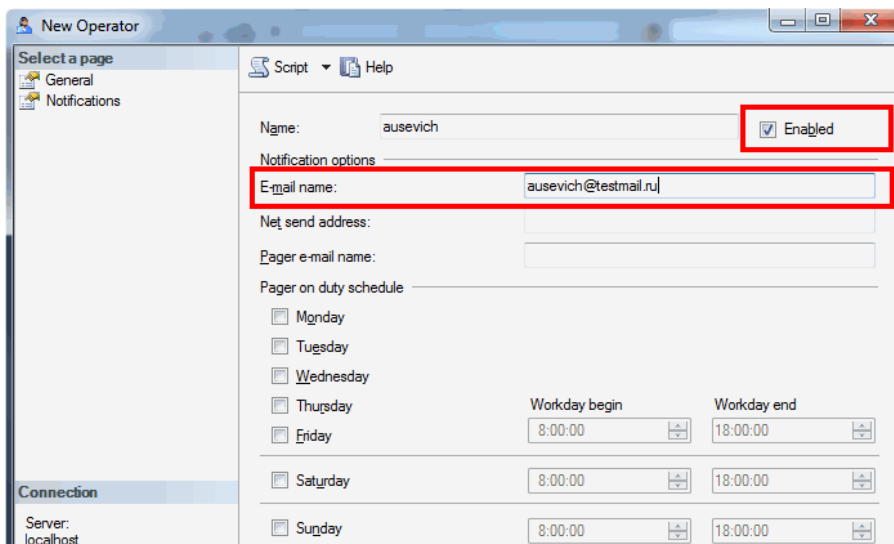 New Operator
Select a page
General
Notifications
Script Help
Name: ausevich Enabled
Notification options
E-mail name: ausevich@testmail.ru
Net send address:
Pager e-mail name:
Pager on duty schedule
Monday
Tuesday
Wednesday
Thursday Workday begin Workday end
Friday 8:00:00 18:00:00
Saturday 8:00:00 18:00:00
Sunday 8:00:00 18:00:00
Connection
Server:
localhost